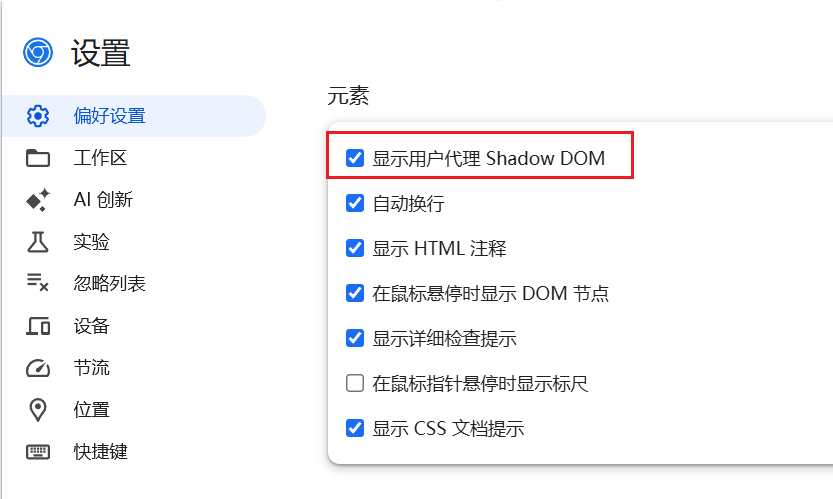 设置
偏好设置
工作区
AI 创新
实验
忽略列表
设备
节流
位置
快捷键
元素
显示用户代理 Shadow DOM
自动换行
显示 HTML 注释
在鼠标悬停时显示 DOM 节点
显示详细检查提示
在鼠标指针悬停时显示标尺
显示 CSS 文档提示